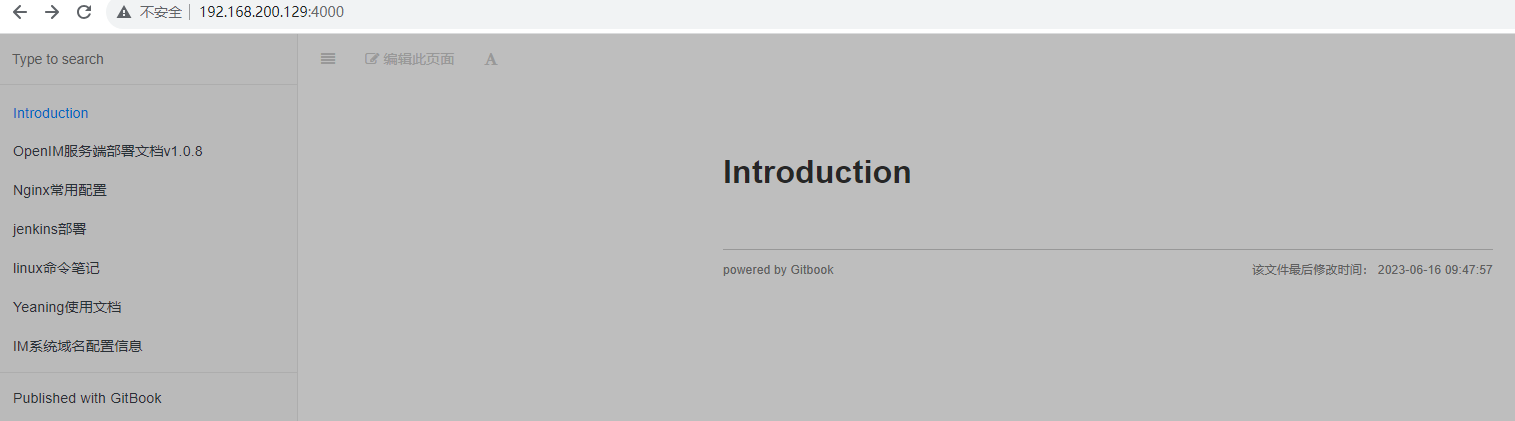 不安全 192.168.200.129:4000
Type to search
编辑此页面 A
Introduction
OpenIM服务端部署文档v1.0.8
Nginx常用配置
jenkins部署
linux命令笔记
Yeaning使用文档
IM系统域名配置信息
Published with GitBook
Introduction
powered by Gitbook 该文件最后修改时间： 2023-06-16 09:47:57